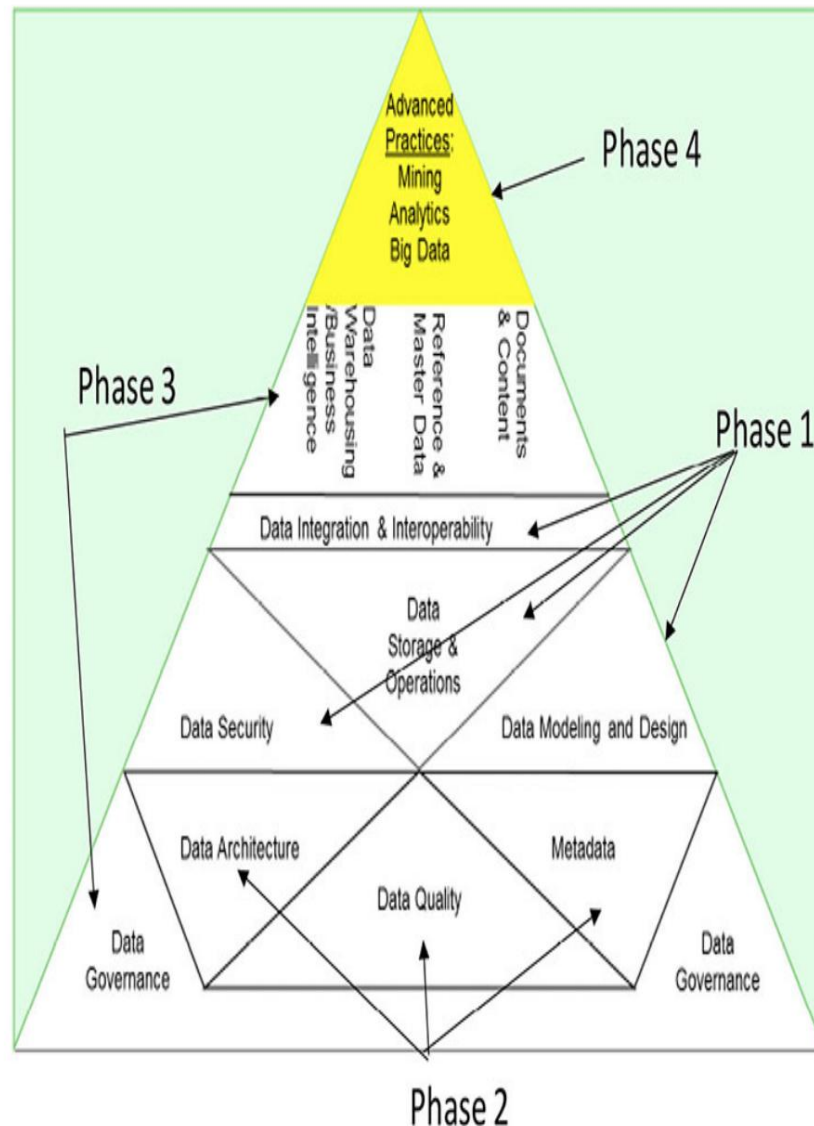 Advanced
Practices:
Mining
Analytics
Big Data
Phase 4
Phase 3
Data
Warehousing
/Business
Intelligence
Reference &
Master Data
Documents
& Content
Phase 1
Data Integration & Interoperability
Data
Storage &
Operations
Data Security
Data Modeling and Design
Data Architecture
Metadata
Data Quality
Data
Governance
Data
Governance
Phase 2